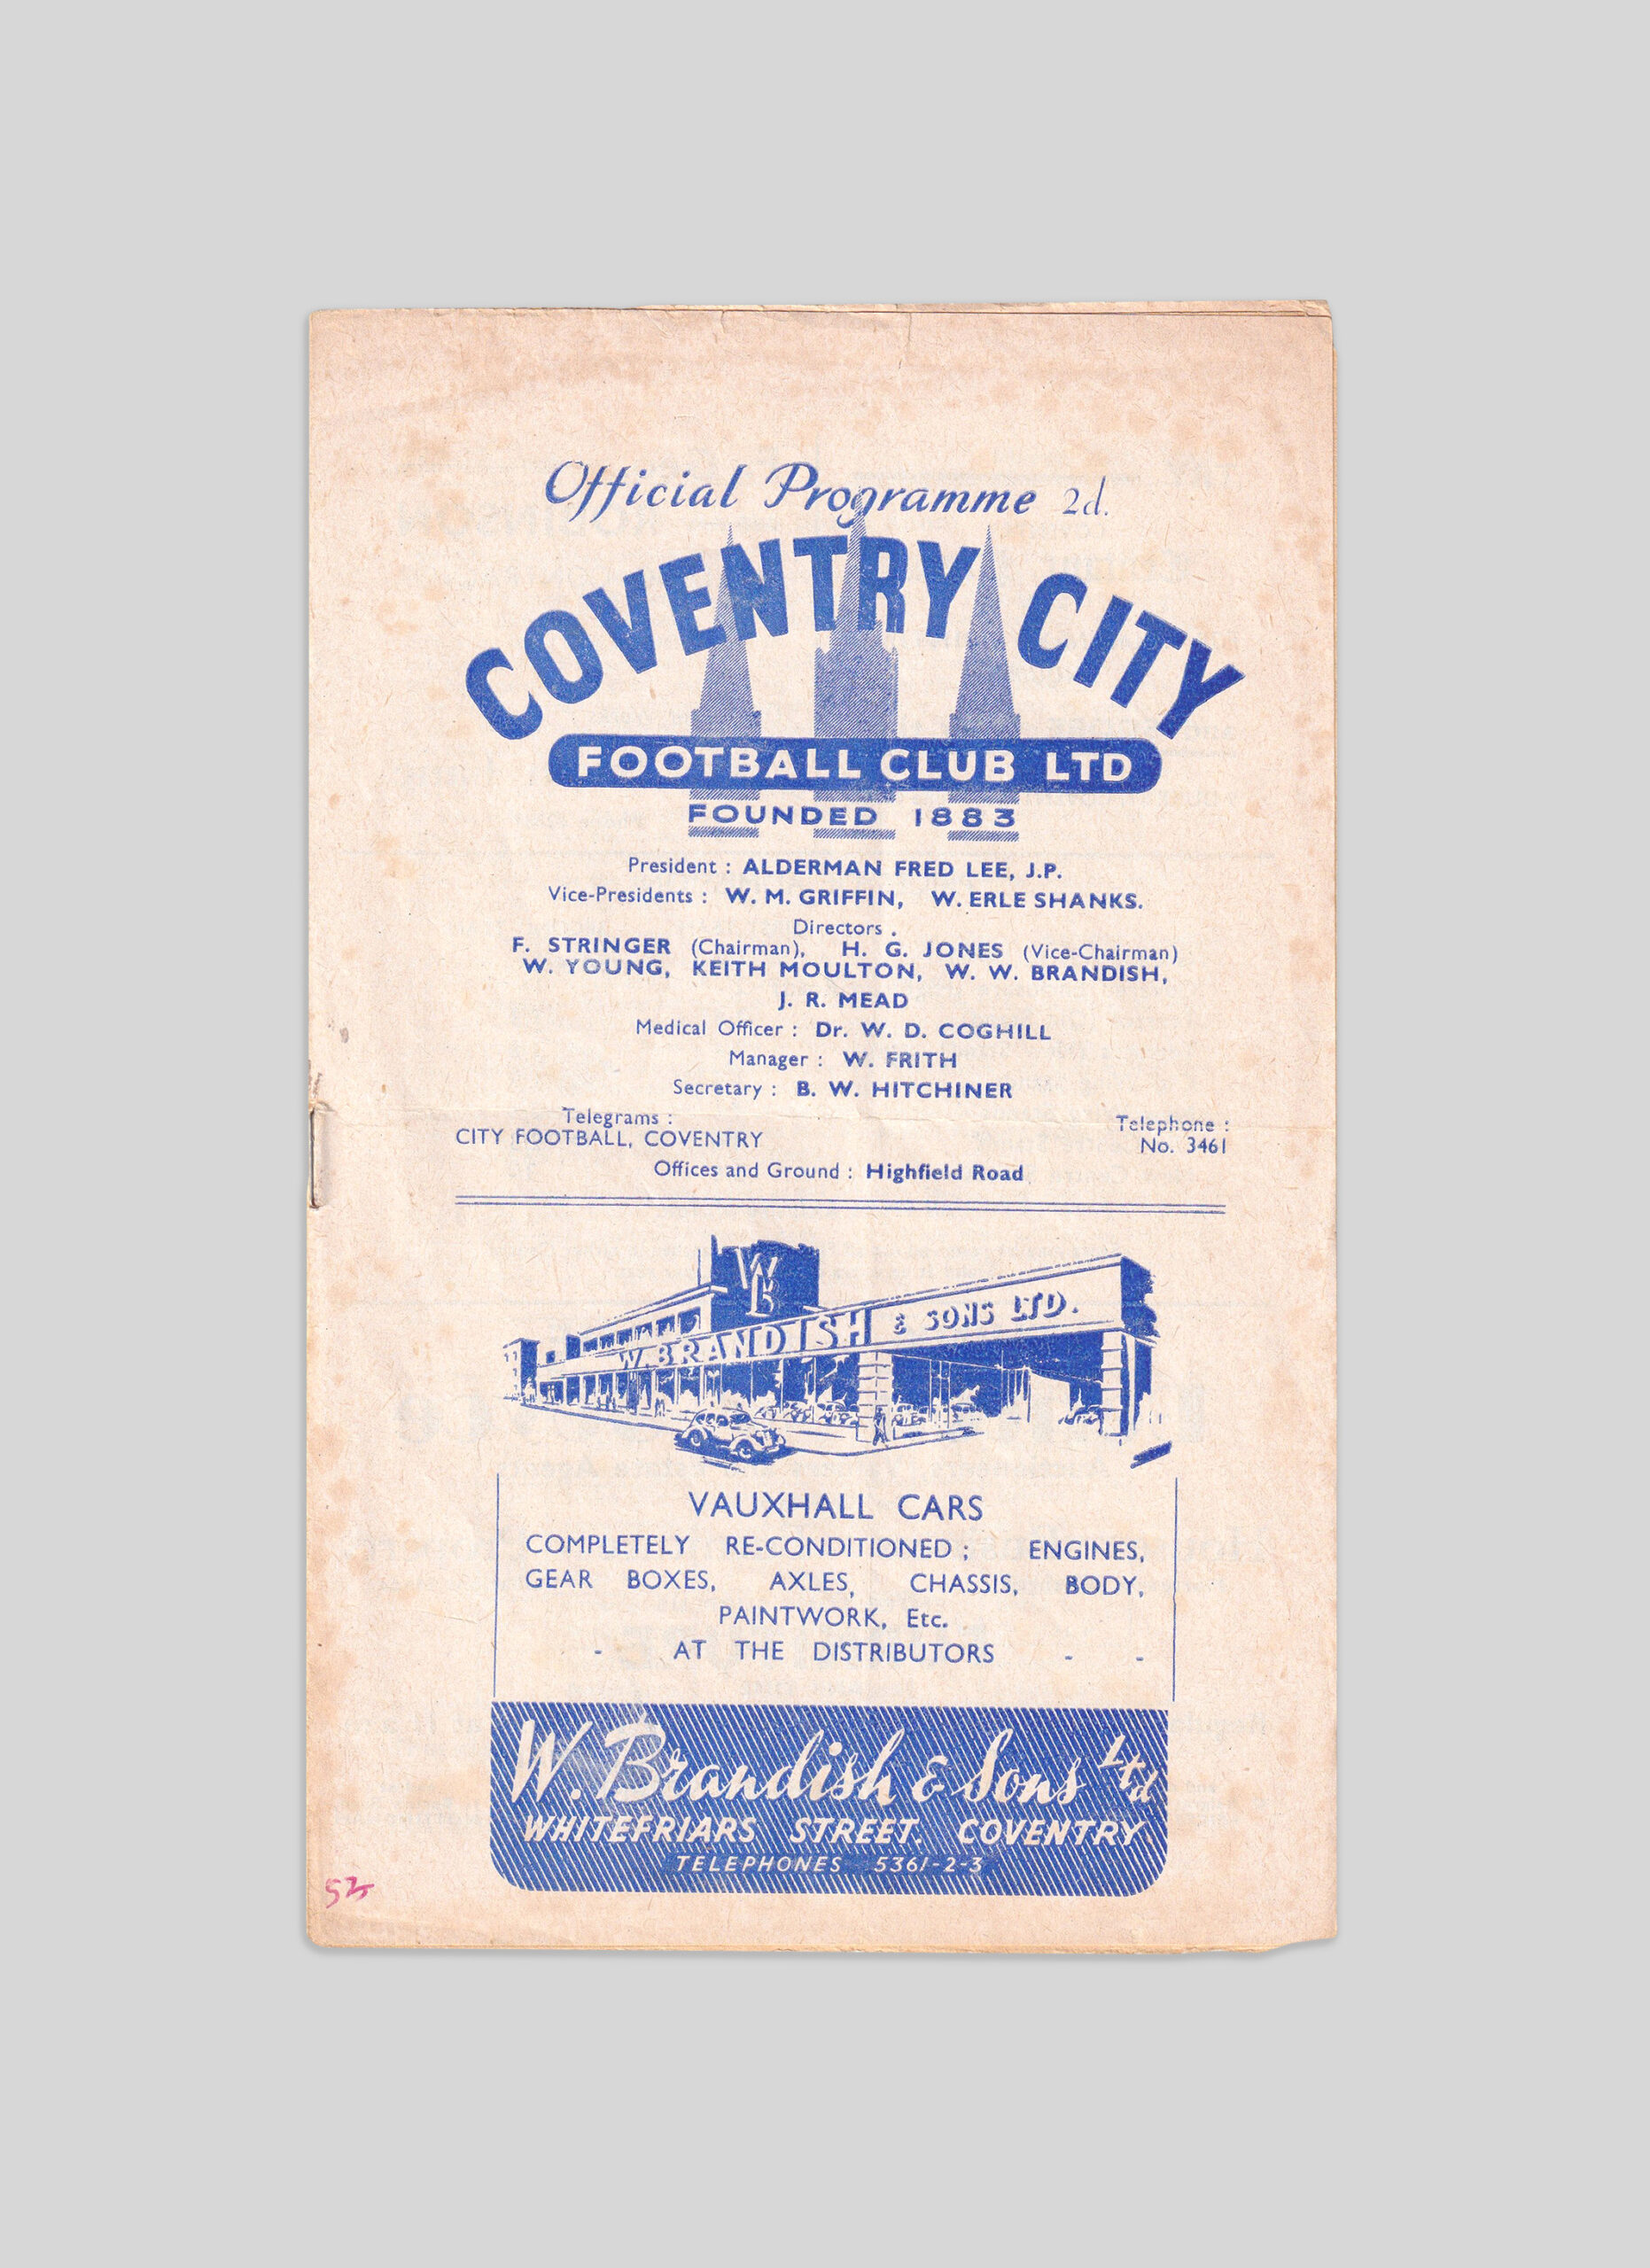 Official Programme 2d.
COVENTRY CITY
FOOTBALL CLUB LTD
FOUNDED 1883
President : ALDERMAN FRED LEE, J.P.
Vice-Presidents : W. M. GRIFFIN, W. ERLE SHANKS.
Directors .
F. STRINGER (Chairman), H. G. JONES (Vice-Chairman)
W. YOUNG, KEITH MOULTON, W. W. BRANDISH,
J. R. MEAD
Medical Officer : Dr. W. D. COGHILL
Manager : W. FRITH
Secretary : B. W. HITCHINER
Telegrams :
CITY FOOTBALL, COVENTRY
Telephone :
No. 3461
Offices and Ground : Highfield Road
WB
W. BRANDISH & SONS LTD.
VAUXHALL CARS
COMPLETELY RE-CONDITIONED ; ENGINES,
GEAR BOXES, AXLES, CHASSIS, BODY,
PAINTWORK, Etc.
- AT THE DISTRIBUTORS - -
W. Brandish & Sons Ltd
WHITEFRIARS STREET, COVENTRY
TELEPHONES 5361-2-3
52